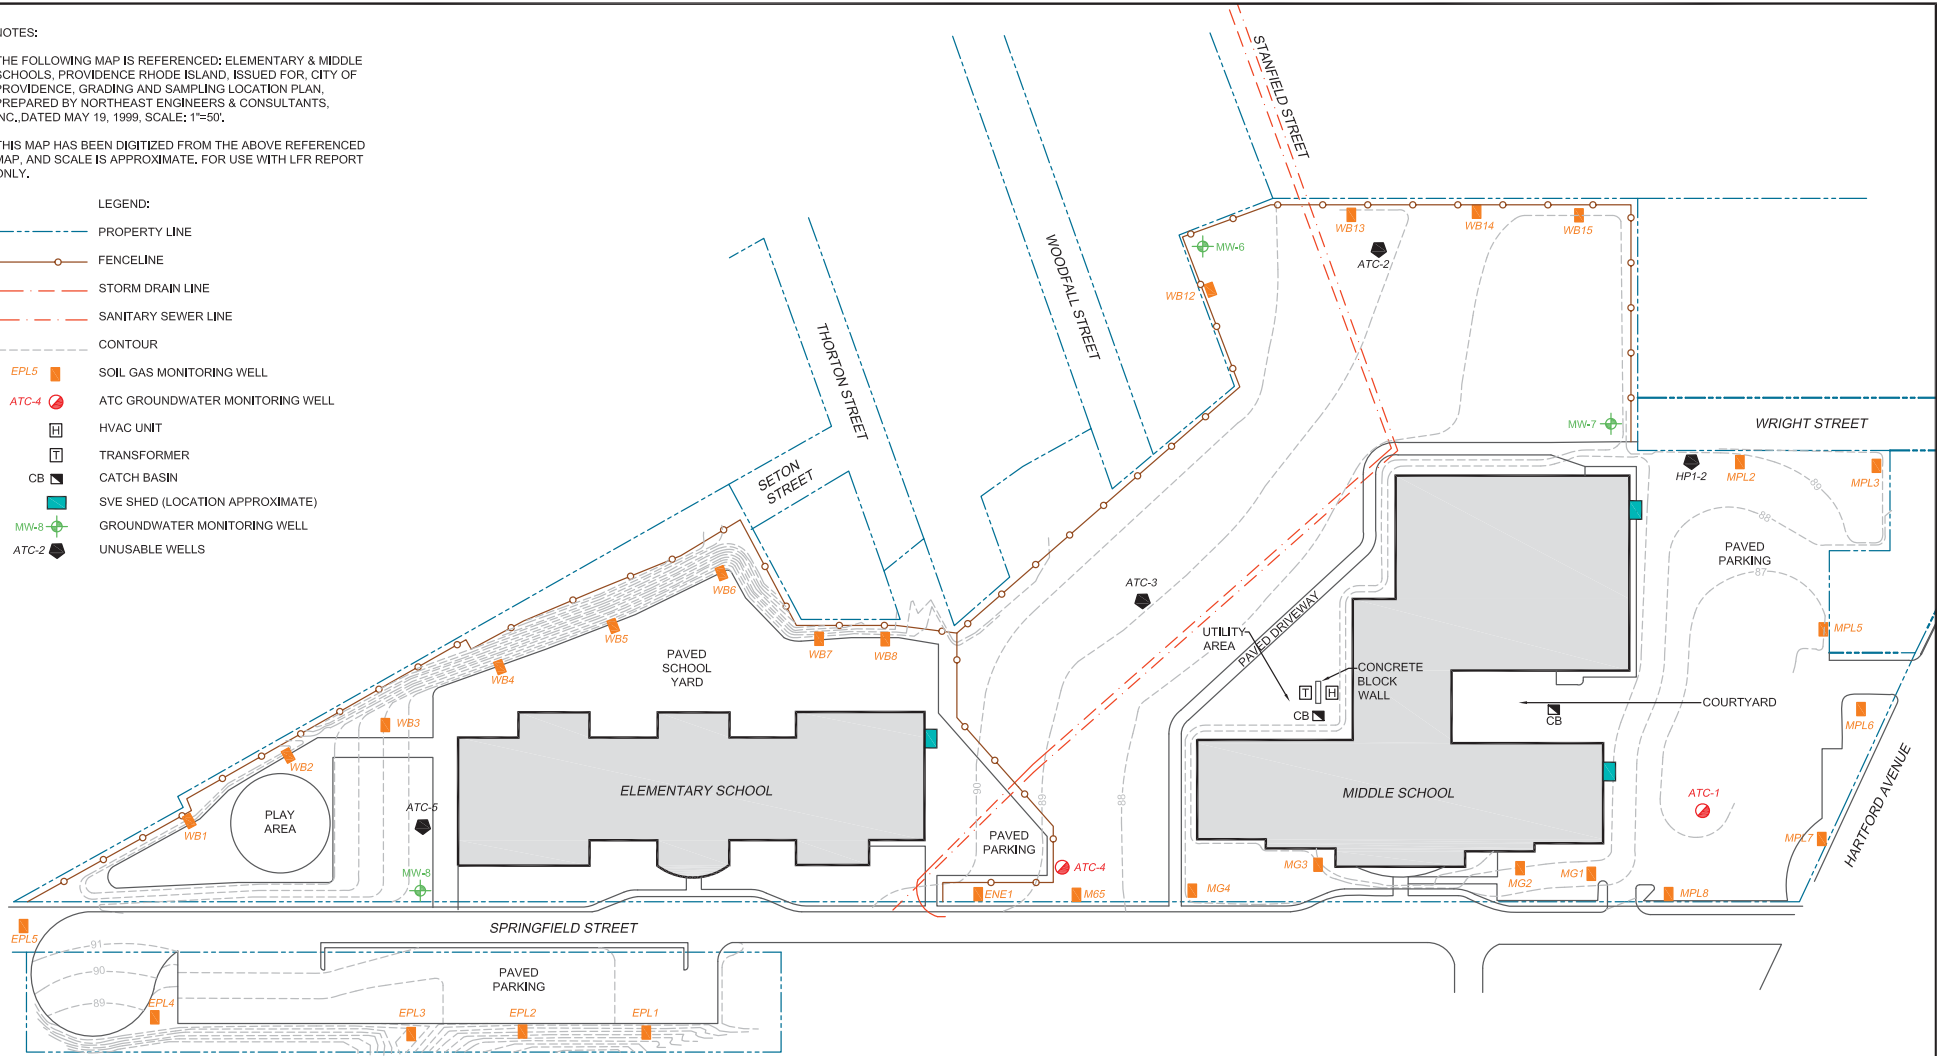 NOTES:
THE FOLLOWING MAP IS REFERENCED: ELEMENTARY & MIDDLE
SCHOOLS, PROVIDENCE RHODE ISLAND, ISSUED FOR, CITY OF
PROVIDENCE, GRADING AND SAMPLING LOCATION PLAN,
PREPARED BY NORTHEAST ENGINEERS & CONSULTANTS,
INC.,DATED MAY 19, 1999, SCALE: 1"=50'.
THIS MAP HAS BEEN DIGITIZED FROM THE ABOVE REFERENCED
MAP, AND SCALE IS APPROXIMATE. FOR USE WITH LFR REPORT
ONLY.
LEGEND:
PROPERTY LINE
FENCELINE
STORM DRAIN LINE
SANITARY SEWER LINE
CONTOUR
EPL5 SOIL GAS MONITORING WELL
ATC-4 ATC GROUNDWATER MONITORING WELL
H HVAC UNIT
T TRANSFORMER
CB CATCH BASIN
SVE SHED (LOCATION APPROXIMATE)
MW-8 GROUNDWATER MONITORING WELL
ATC-2 UNUSABLE WELLS
STANFIELD STREET
WOODFALL STREET
THORTON STREET
SETON
STREET
WRIGHT STREET
HARTFORD AVENUE
SPRINGFIELD STREET
MW-6
WB12
WB13
WB14
WB15
ATC-2
MW-7
HP1-2
MPL2
MPL3
89
88
PAVED
PARKING
87
MPL5
MPL6
COURTYARD
CB
ATC-1
MPL7
MPL8
ATC-3
UTILITY
AREA
PAVED DRIVEWAY
CONCRETE
BLOCK
WALL
T
H
CB
MIDDLE SCHOOL
MG3
MG2
MG1
MG4
WB6
WB5
WB4
WB7
WB8
PAVED
SCHOOL
YARD
WB3
WB2
WB1
PLAY
AREA
ATC-5
MW-8
ELEMENTARY SCHOOL
90
89
88
PAVED
PARKING
ATC-4
ENE1
M65
EPL5
91
90
89
EPL4
PAVED
PARKING
EPL3
EPL2
EPL1